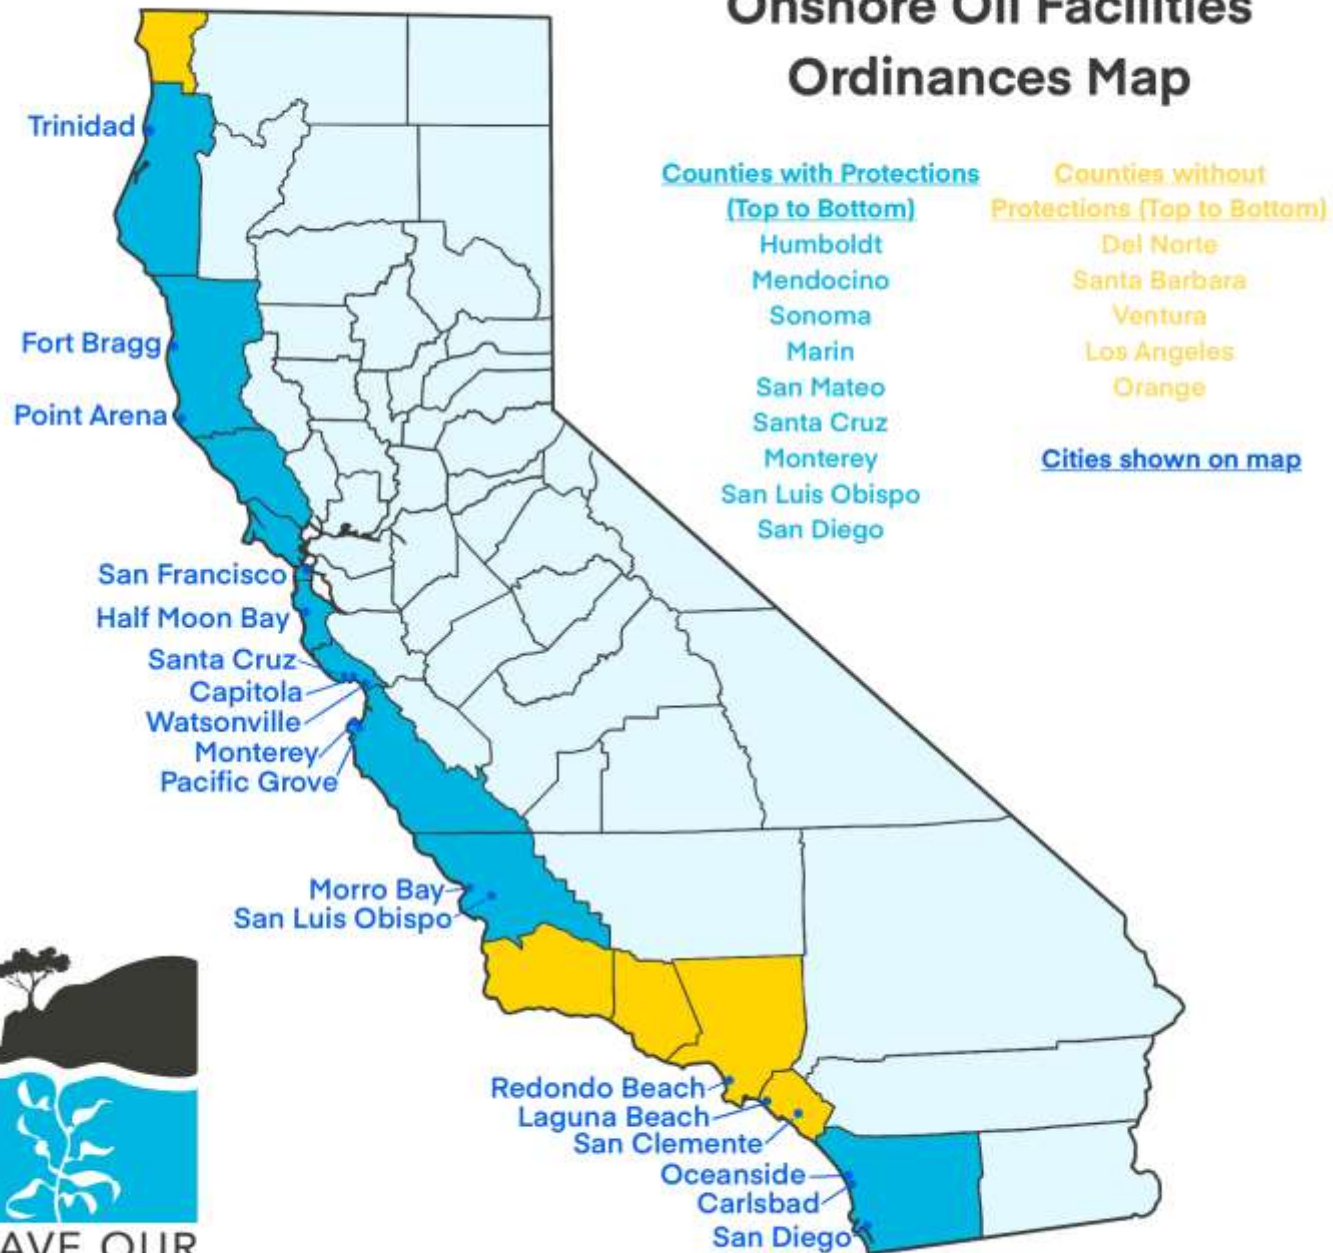 Onshore Oil Facilities
Ordinances Map
Counties with Protections
(Top to Bottom)
Humboldt
Mendocino
Sonoma
Marin
San Mateo
Santa Cruz
Monterey
San Luis Obispo
San Diego
Counties without
Protections (Top to Bottom)
Del Norte
Santa Barbara
Ventura
Los Angeles
Orange
Cities shown on map
Trinidad
Fort Bragg
Point Arena
San Francisco
Half Moon Bay
Santa Cruz
Capitola
Watsonville
Monterey
Pacific Grove
Morro Bay
San Luis Obispo
Redondo Beach
Laguna Beach
San Clemente
Oceanside
Carlsbad
San Diego
AVE OUR